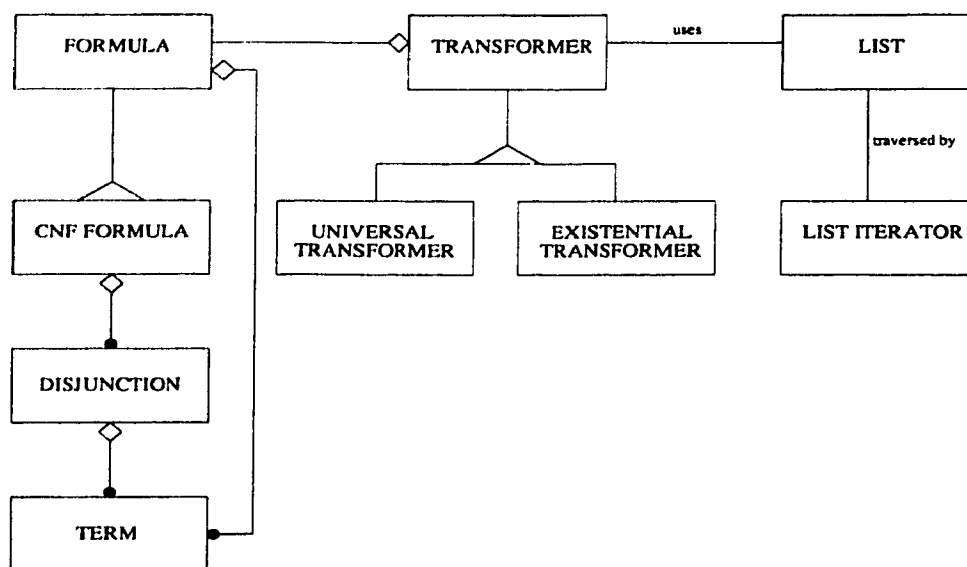 FORMULA
TRANSFORMER
uses
LIST
traversed by
CNF FORMULA
UNIVERSAL
TRANSFORMER
EXISTENTIAL
TRANSFORMER
LIST ITERATOR
DISJUNCTION
TERM